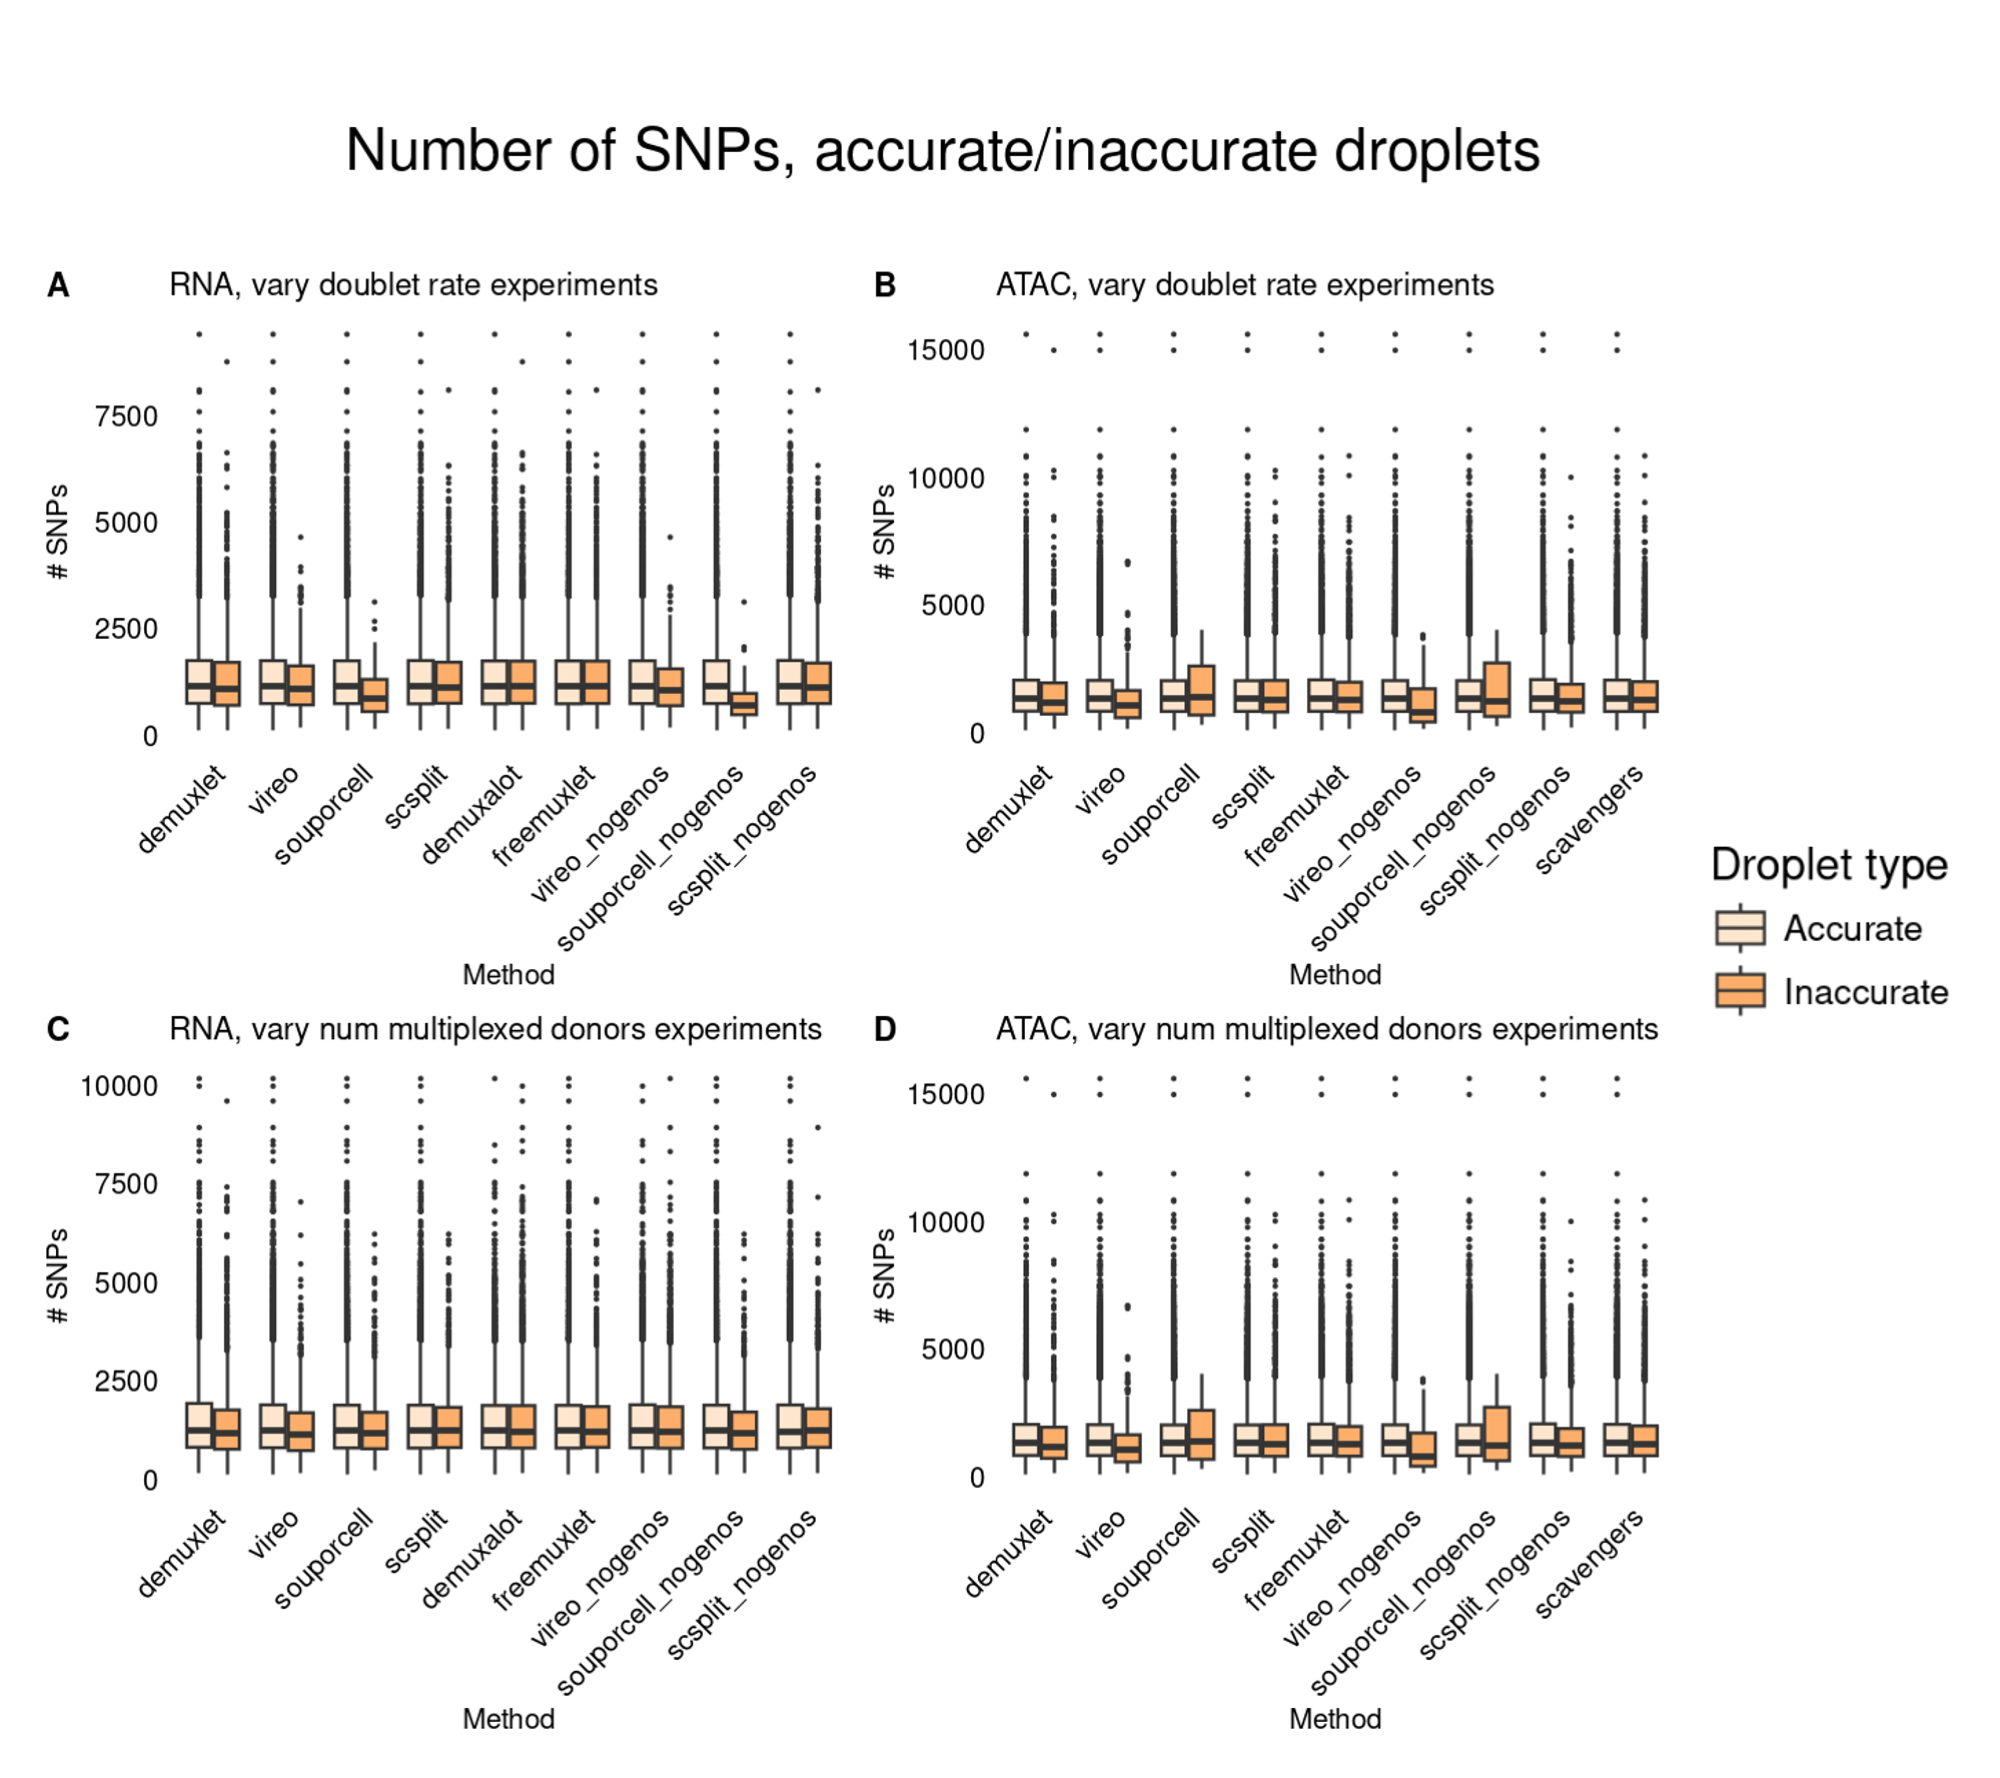 Number of SNPs, accurate/inaccurate droplets
A
RNA, vary doublet rate experiments
# SNPs
7500
5000
2500
0
demuxlet
vireo
souporcell
scsplit
demuxalot
freemuxlet
vireo_nogenos
souporcell_nogenos
scsplit_nogenos
Method
B
ATAC, vary doublet rate experiments
# SNPs
15000
10000
5000
0
demuxlet
vireo
souporcell
scsplit
freemuxlet
vireo_nogenos
souporcell_nogenos
scsplit_nogenos
scavengers
Method
Droplet type
Accurate
Inaccurate
C
RNA, vary num multiplexed donors experiments
# SNPs
10000
7500
5000
2500
0
demuxlet
vireo
souporcell
scsplit
demuxalot
freemuxlet
vireo_nogenos
souporcell_nogenos
scsplit_nogenos
Method
D
ATAC, vary num multiplexed donors experiments
# SNPs
15000
10000
5000
0
demuxlet
vireo
souporcell
scsplit
freemuxlet
vireo_nogenos
souporcell_nogenos
scsplit_nogenos
scavengers
Method